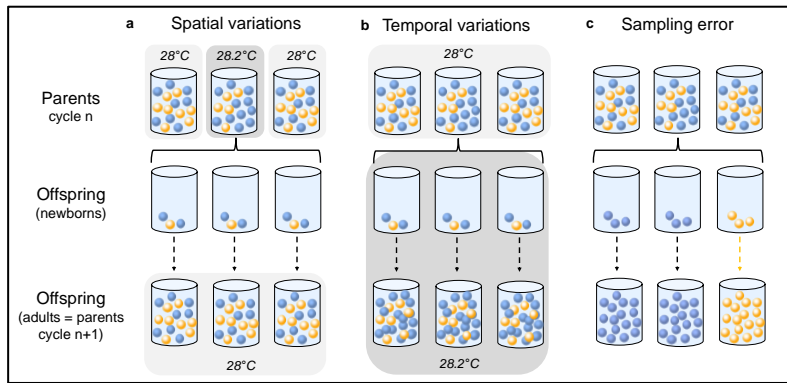 a Spatial variations
b Temporal variations
c Sampling error
28°C
28.2°C
28°C
28°C
Parents
cycle n
Offspring
(newborns)
Offspring
(adults = parents
cycle n+1)
28°C
28.2°C